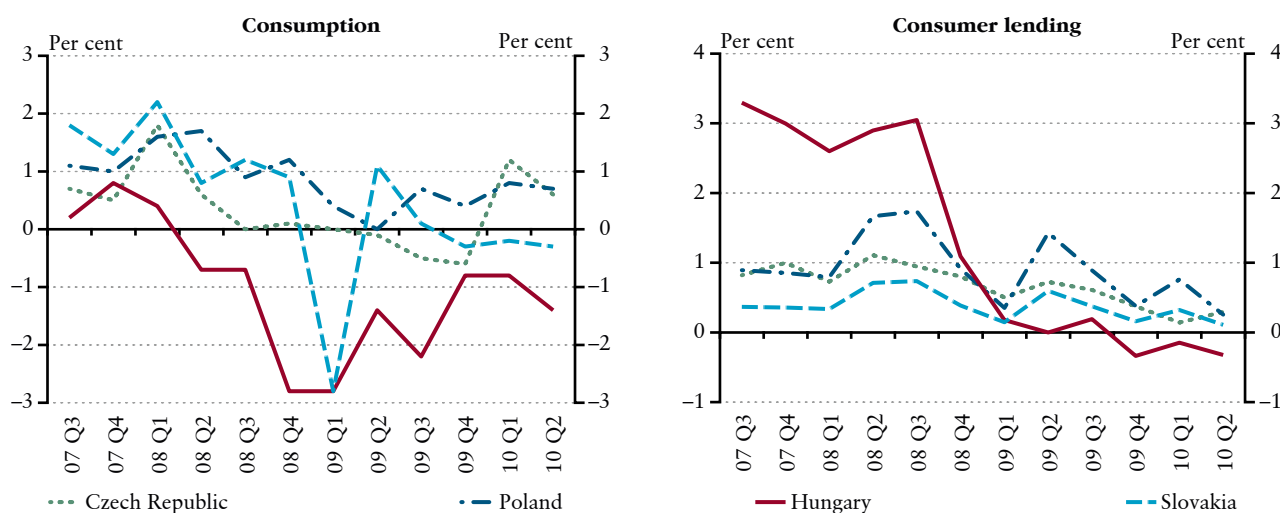 Consumption
Per cent Per cent
3 3
2 2
1 1
0 0
–1 –1
–2 –2
–3 –3
07 Q3 07 Q4 08 Q1 08 Q2 08 Q3 08 Q4 09 Q1 09 Q2 09 Q3 09 Q4 10 Q1 10 Q2
Consumer lending
Per cent Per cent
4 4
3 3
2 2
1 1
0 0
–1 –1
07 Q3 07 Q4 08 Q1 08 Q2 08 Q3 08 Q4 09 Q1 09 Q2 09 Q3 09 Q4 10 Q1 10 Q2
Czech Republic Poland Hungary Slovakia